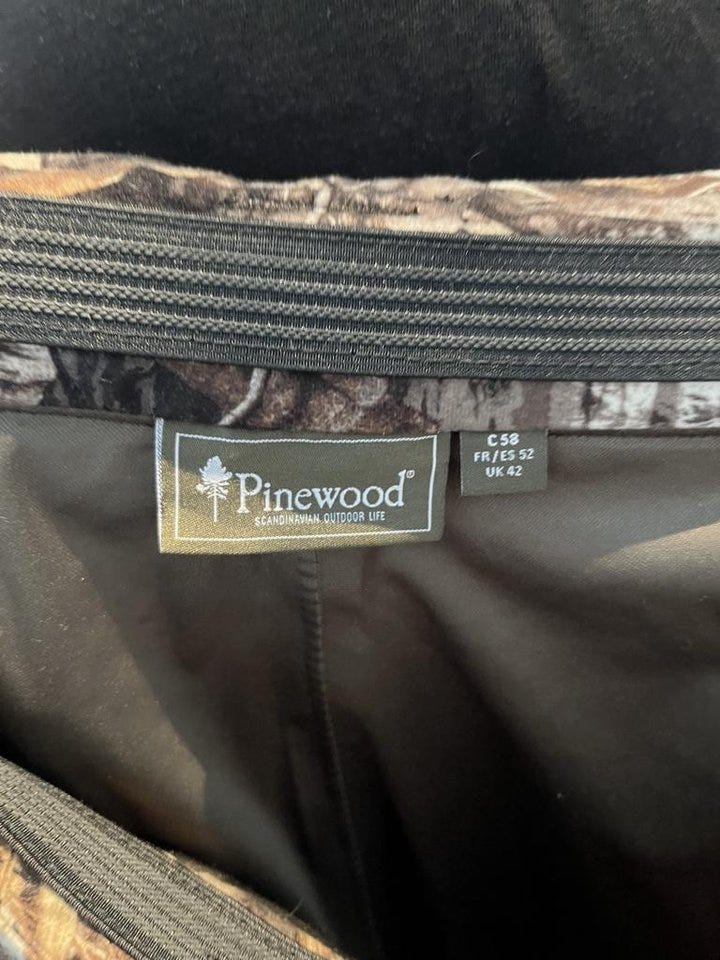 Pinewood®
SCANDINAVIAN OUTDOOR LIFE
C 58
FR/ES 52
UK 42